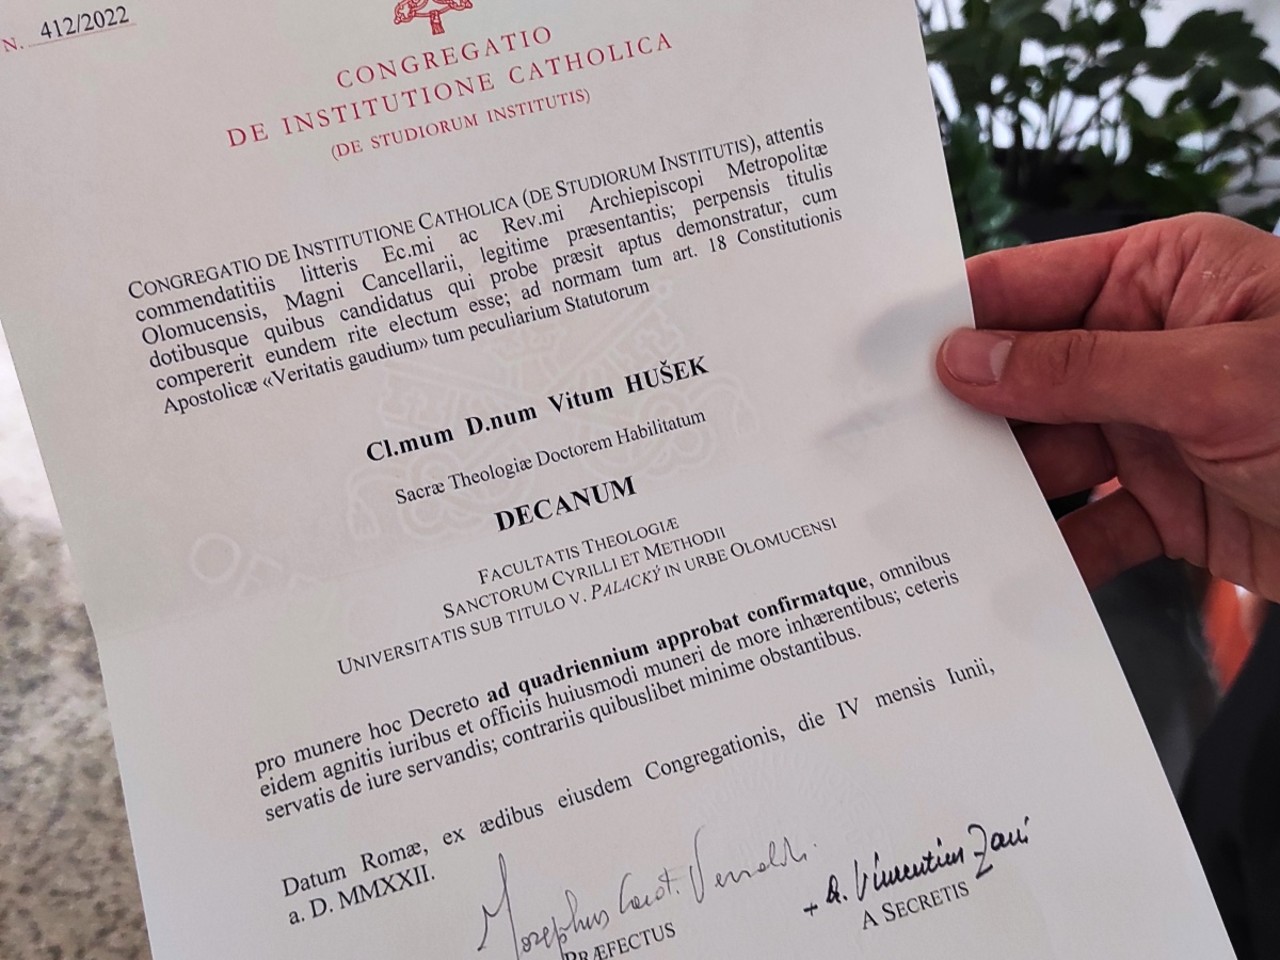 N. 412/2022
CONGREGATIO
DE INSTITUTIONE CATHOLICA
(DE STUDIORUM INSTITUTIS)
CONGREGATIO DE INSTITUTIONE CATHOLICA (DE STUDIORUM INSTITUTIS), attentis
commendatitiis litteris Ec.mi ac Rev.mi Archiepiscopi Metropolitæ
Olomucensis, Magni Cancellarii, legitime præsentantis; perpensis titulis
dotibusque quibus candidatus qui probe præsit aptus demonstratur, cum
compererit eundem rite electum esse; ad normam tum art. 18 Constitutionis
Apostolicæ «Veritatis gaudium» tum peculiarium Statutorum
Cl.mum D.num Vitum HUŠEK
Sacræ Theologiæ Doctorem Habilitatum
DECANUM
FACULTATIS THEOLOGIÆ
SANCTORUM CYRILLI ET METHODII
UNIVERSITATIS SUB TITULO V. PALACKÝ IN URBE OLOMUCENSI
pro munere hoc Decreto ad quadriennium approbat confirmatque, omnibus
eidem agnitis iuribus et officiis huiusmodi muneri de more inhærentibus; ceteris
servatis de iure servandis; contrariis quibuslibet minime obstantibus.
Datum Romæ, ex ædibus eiusdem Congregationis, die IV mensis Iunii,
a. D. MMXXII.
Josephus Card. Versaldi
+ A. Vincentius Zani
PRÆFECTUS
A SECRETIS